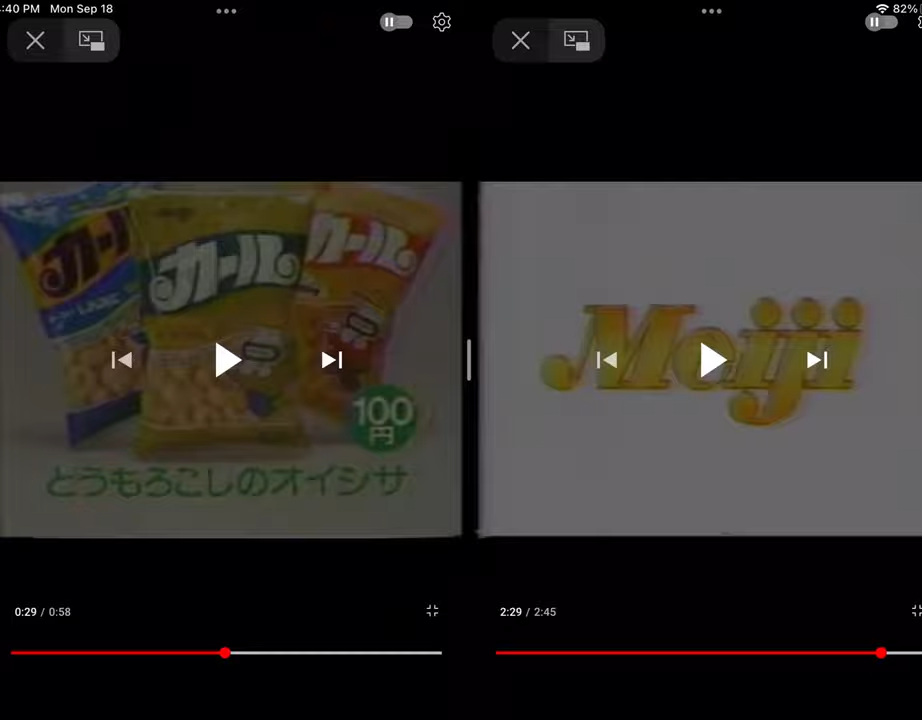 :40 PM Mon Sep 18
82%
カール
カール
カール
100
円
どうもろこしのオイシサ
Meiji
0:29 / 0:58
2:29 / 2:45